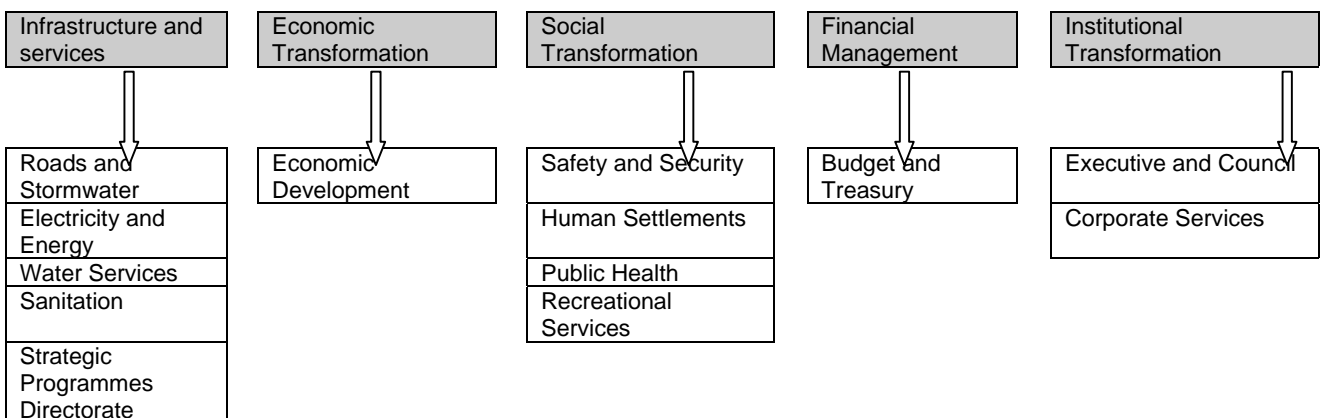 Infrastructure and
services
Economic
Transformation
Social
Transformation
Financial
Management
Institutional
Transformation
Roads and
Stormwater
Electricity and
Energy
Water Services
Sanitation
Strategic
Programmes
Directorate
Economic
Development
Safety and Security
Human Settlements
Public Health
Recreational
Services
Budget and
Treasury
Executive and Council
Corporate Services